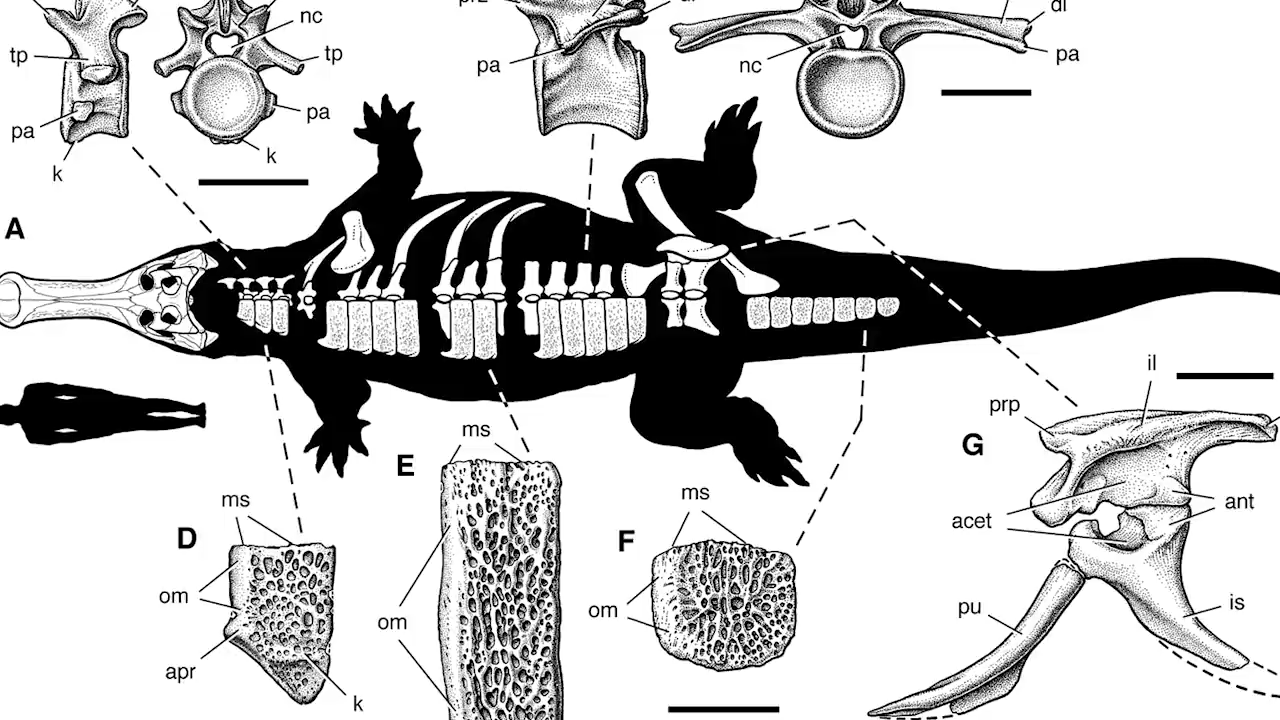 nc
tp
tp
pa
pa
k
k
pa
nc
pa
A
il
prp
G
ms
E
acet
ant
ms
ms
D
F
om
om
om
pu
is
apr
k